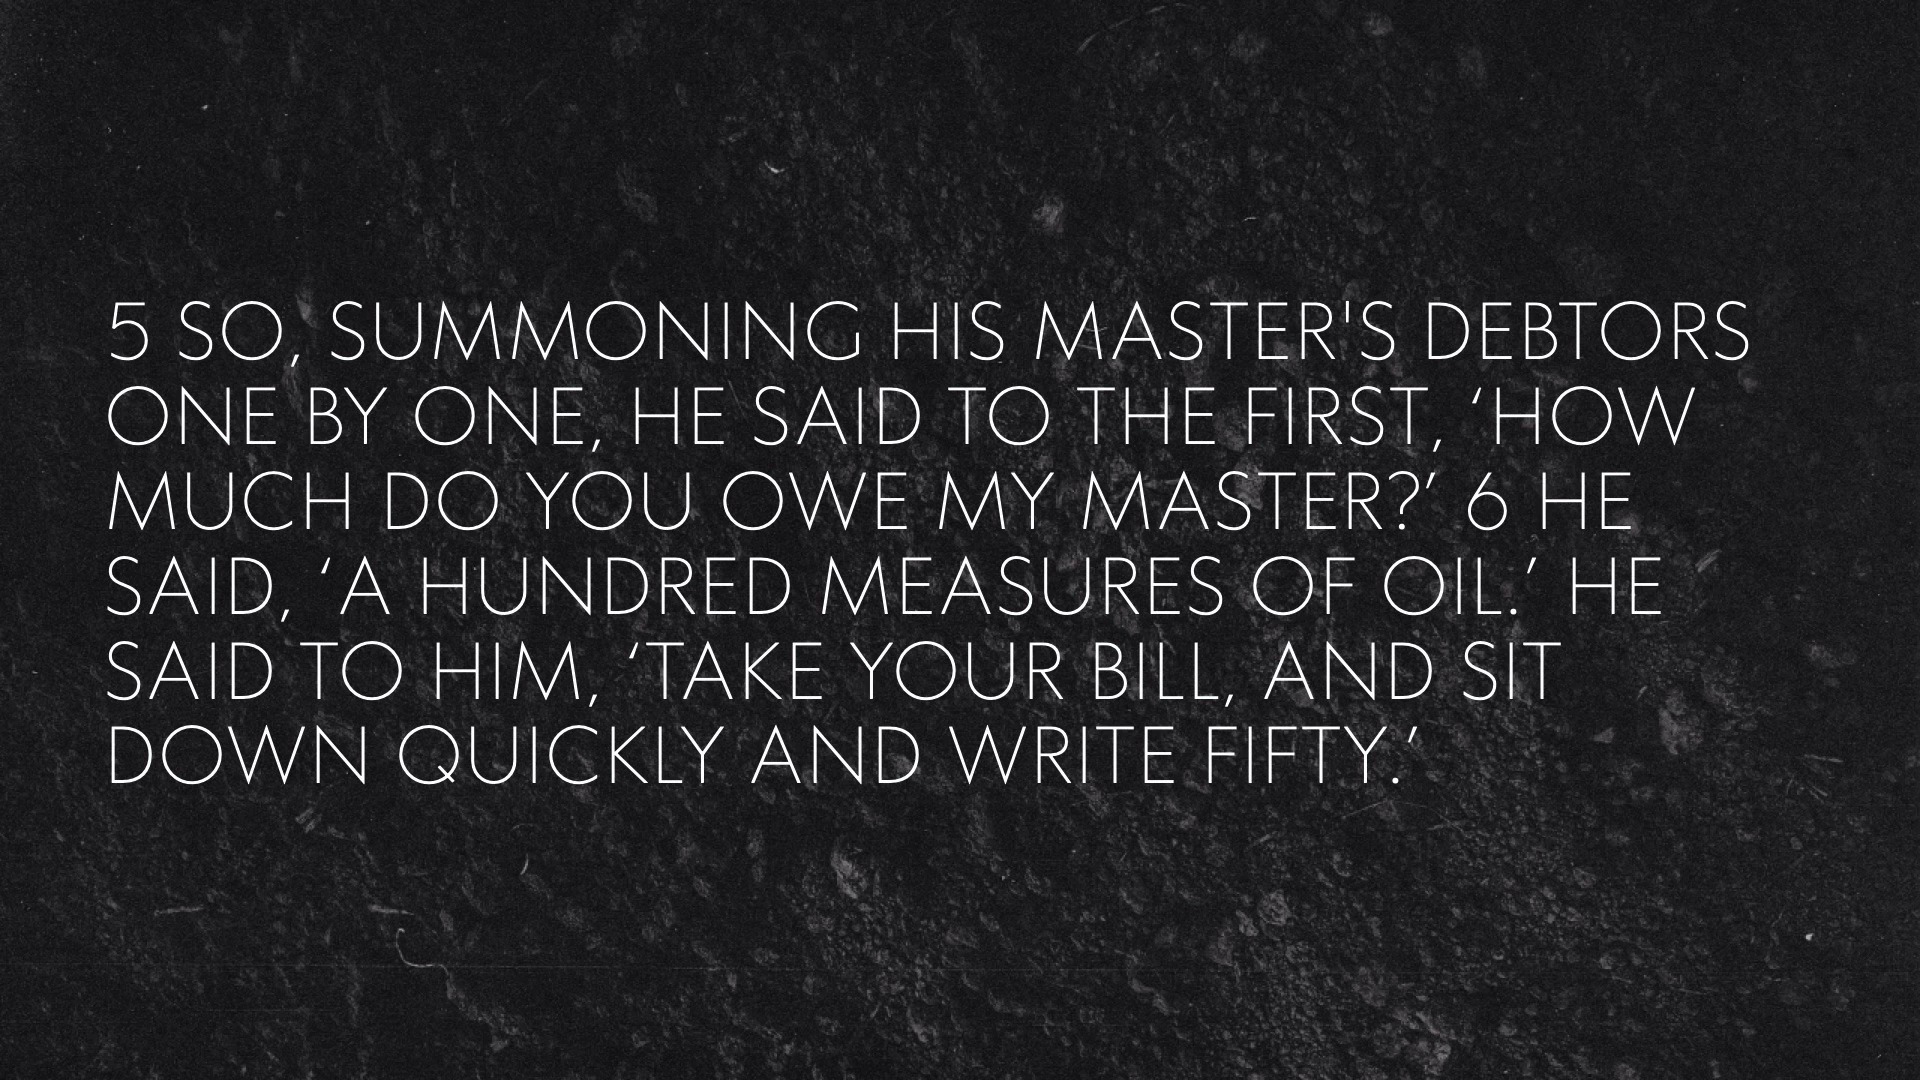 5 SO, SUMMONING HIS MASTER'S DEBTORS
ONE BY ONE, HE SAID TO THE FIRST, ‘HOW
MUCH DO YOU OWE MY MASTER?’ 6 HE
SAID, ‘A HUNDRED MEASURES OF OIL.’ HE
SAID TO HIM, ‘TAKE YOUR BILL, AND SIT
DOWN QUICKLY AND WRITE FIFTY.’